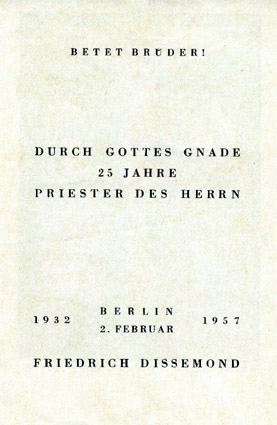 BETET BRÜDER!
DURCH GOTTES GNADE
25 JAHRE
PRIESTER DES HERRN
BERLIN
1932 2. FEBRUAR 1957
FRIEDRICH DISSEMOND